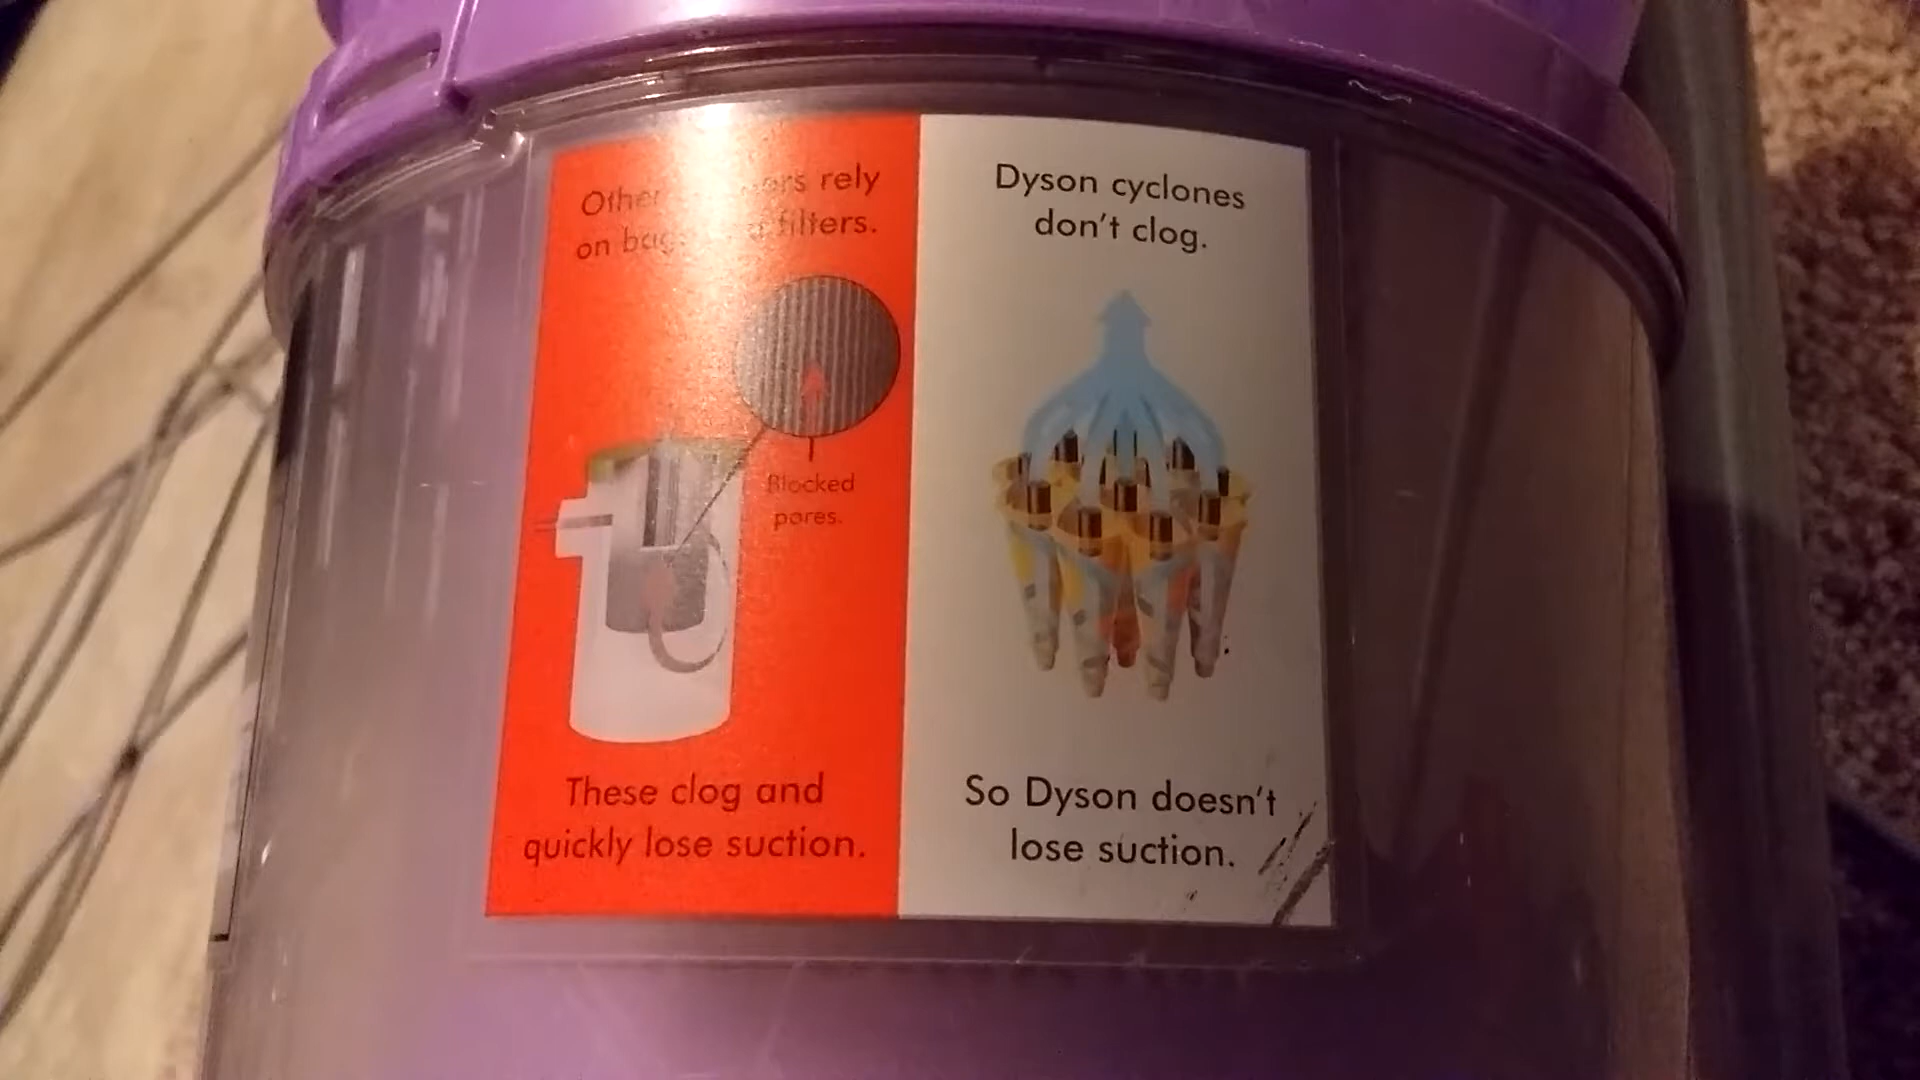 Other rely
on filters.
Blocked
pores.
These clog and
quickly lose suction.
Dyson cyclones
don't clog.
So Dyson doesn't
lose suction.